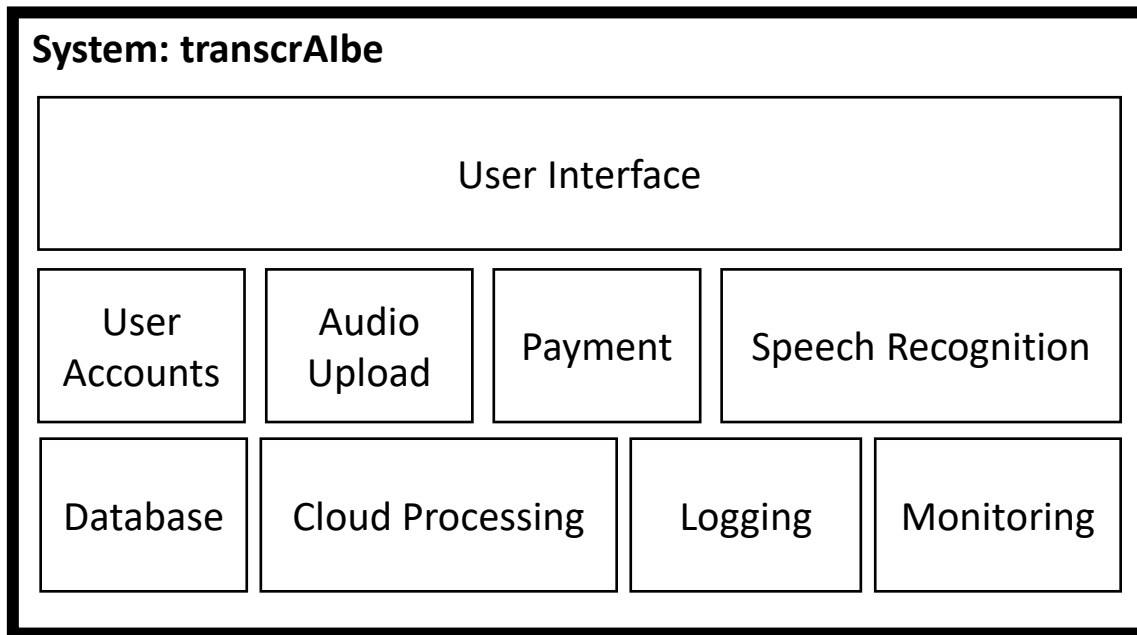 System: transcrAIbe
User Interface
User
Accounts
Audio
Upload
Payment
Speech Recognition
Database
Cloud Processing
Logging
Monitoring